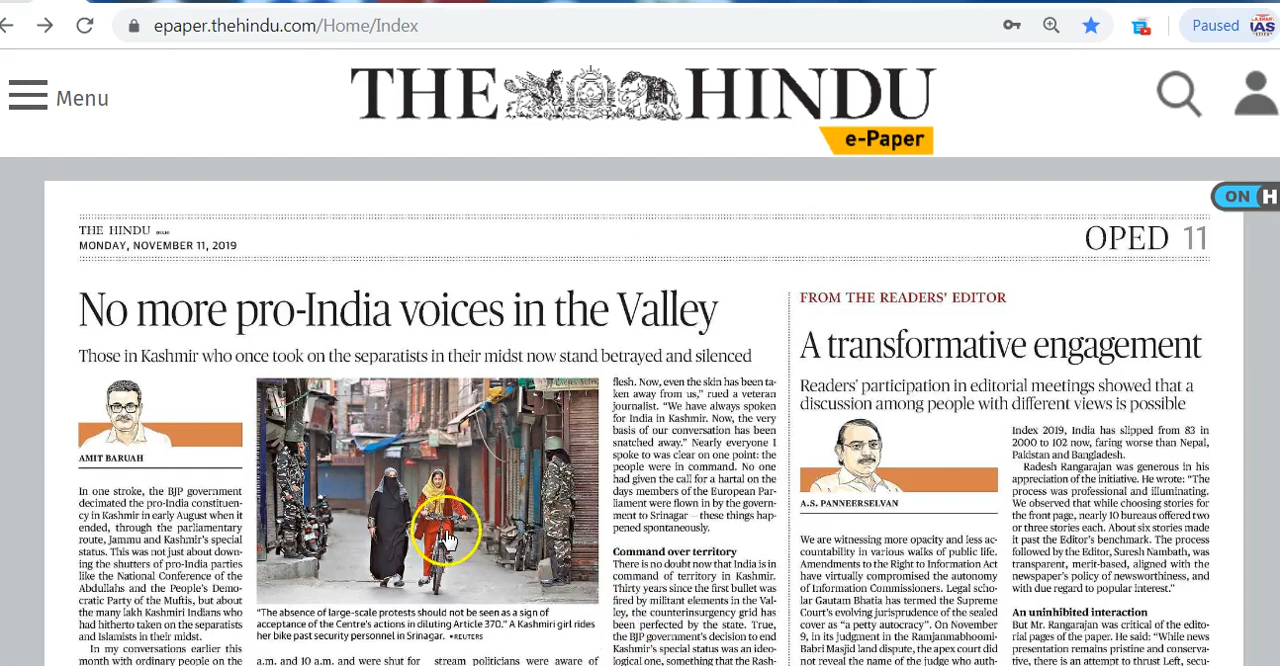 epaper.thehindu.com/Home/Index
Paused
IAS
Menu
THE HINDU
e-Paper
ON H
THE HINDU
MONDAY, NOVEMBER 11, 2019
OPED 11
No more pro-India voices in the Valley
Those in Kashmir who once took on the separatists in their midst now stand betrayed and silenced
AMIT BARUAH
In one stroke, the BJP government
decimated the pro-India constituen-
cy in Kashmir in early August when it
ended, through the parliamentary
route, Jammu and Kashmir's special
status. This was not just about down-
ing the shutters of pro-India parties
like the National Conference of the
Abdullahs and the People's Demo-
cratic Party of the Muftis, but about
the many lakh Kashmiri Indians who
had hitherto taken on the separatists
and Islamists in their midst.
In my conversations earlier this
month with ordinary people on the
"The absence of large-scale protests should not be seen as a sign of
acceptance of the Centre's actions in diluting Article 370." A Kashmiri girl rides
her bike past security personnel in Srinagar. •REUTERS
a.m. and 10 a.m. and were shut for
stream politicians were aware of
flesh. Now, even the skin has been ta-
ken away from us," rued a veteran
journalist. "We have always spoken
for India in Kashmir. Now, the very
basis of our conversation has been
snatched away." Nearly everyone I
spoke to was clear on one point: the
people were in command. No one
had given the call for a hartal on the
days members of the European Par-
liament were flown in by the govern-
ment to Srinagar — these things hap-
pened spontaneously.
Command over territory
There is no doubt now that India is in
command of territory in Kashmir.
Thirty years since the first bullet was
fired by militant elements in the Val-
ley, the counterinsurgency grid has
been perfected by the state. True,
the BJP government's decision to end
Kashmir's special status was an ideo-
logical one, something that the Rash-
FROM THE READERS' EDITOR
A transformative engagement
Readers' participation in editorial meetings showed that a
discussion among people with different views is possible
A.S. PANNEERSELVAN
We are witnessing more opacity and less ac-
countability in various walks of public life.
Amendments to the Right to Information Act
have virtually compromised the autonomy
of Information Commissioners. Legal scho-
lar Gautam Bhatia has termed the Supreme
Court's evolving jurisprudence of the sealed
cover as "a petty autocracy". On November
9, in its judgment in the Ramjanmabhoomi-
Babri Masjid land dispute, the apex court did
not reveal the name of the judge who auth-
Index 2019, India has slipped from 83 in
2000 to 102 now, faring worse than Nepal,
Pakistan and Bangladesh.
Radesh Rangarajan was generous in his
appreciation of the initiative. He wrote: "The
process was professional and illuminating.
We observed that while choosing stories for
the front page, nearly 10 bureaus offered two
or three stories each. About six stories made
it past the Editor's benchmark. The process
followed by the Editor, Suresh Nambath, was
transparent, merit-based, aligned with the
newspaper's policy of newsworthiness, and
with due regard to popular interest."
An uninhibited interaction
But Mr. Rangarajan was critical of the edito-
rial pages of the paper. He said: "While news
presentation remains pristine and conserva-
tive, there is an attempt to thrust Left, secu-